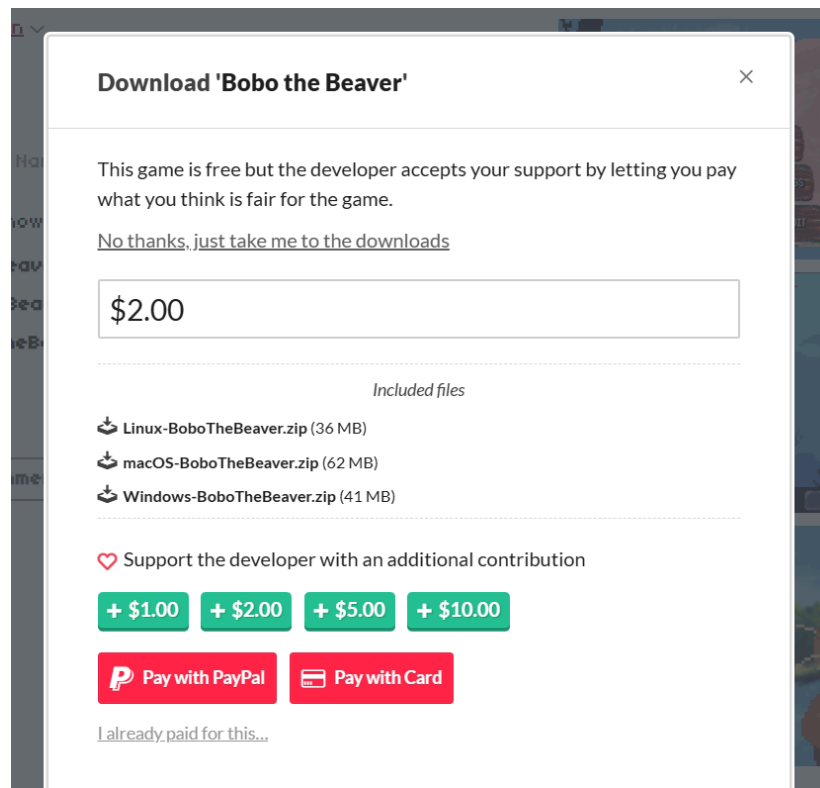 Download 'Bobo the Beaver'
This game is free but the developer accepts your support by letting you pay
what you think is fair for the game.
No thanks, just take me to the downloads
$2.00
Included files
Linux-BoboTheBeaver.zip (36 MB)
macOS-BoboTheBeaver.zip (62 MB)
Windows-BoboTheBeaver.zip (41 MB)
Support the developer with an additional contribution
+ $1.00 + $2.00 + $5.00 + $10.00
Pay with PayPal Pay with Card
I already paid for this...